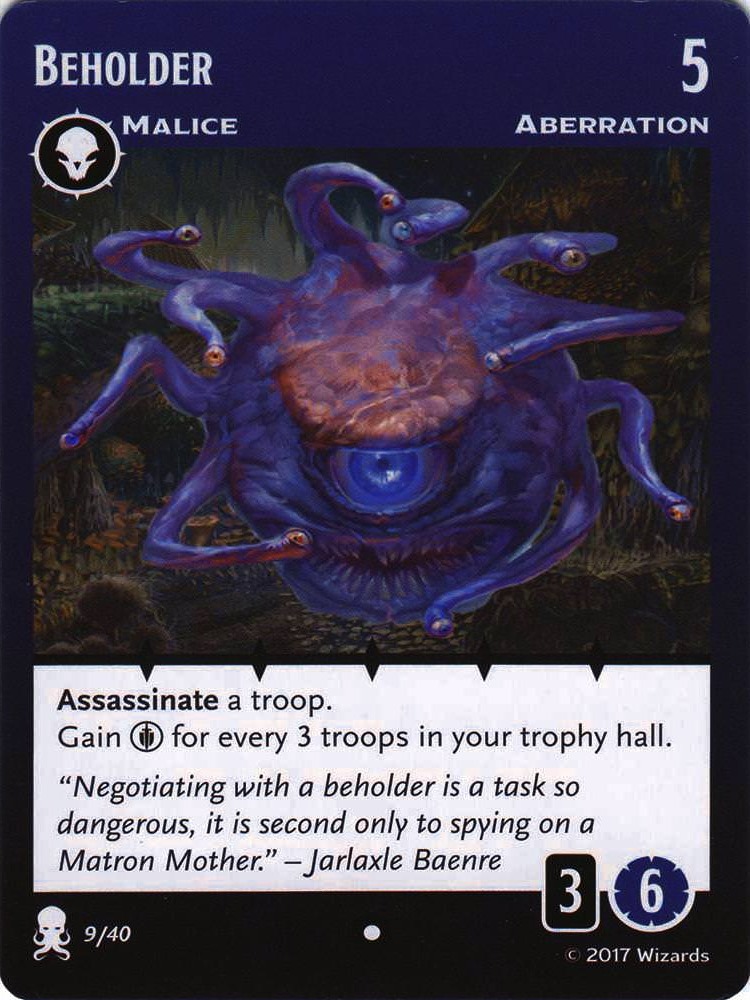 BEHOLDER 5
MALICE ABERRATION
Assassinate a troop.
Gain for every 3 troops in your trophy hall.
“Negotiating with a beholder is a task so
dangerous, it is second only to spying on a
Matron Mother.” – Jarlaxle Baenre
3 6
9/40
© 2017 Wizards